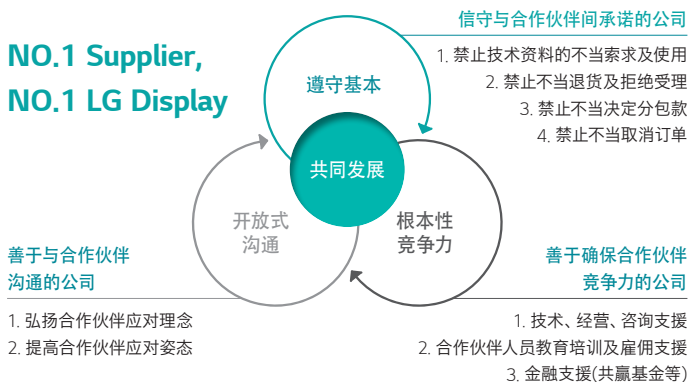 NO.1 Supplier,
NO.1 LG Display
信守与合作伙伴间承诺的公司
1. 禁止技术资料的不当索求及使用
2. 禁止不当退货及拒绝受理
3. 禁止不当决定分包款
4. 禁止不当取消订单
遵守基本
共同发展
开放式
沟通
根本性
竞争力
善于与合作伙伴
沟通的公司
1. 弘扬合作伙伴应对理念
2. 提高合作伙伴应对姿态
善于确保合作伙伴
竞争力的公司
1. 技术、经营、咨询支援
2. 合作伙伴人员教育培训及雇佣支援
3. 金融支援(共赢基金等)